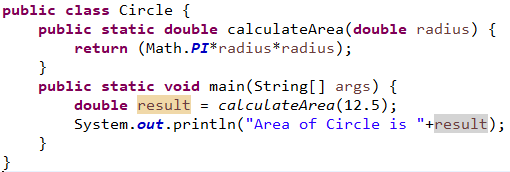 public class Circle {
    public static double calculateArea(double radius) {
        return (Math.PI*radius*radius);
    }
    public static void main(String[] args) {
        double result = calculateArea(12.5);
        System.out.println("Area of Circle is "+result);
    }
}